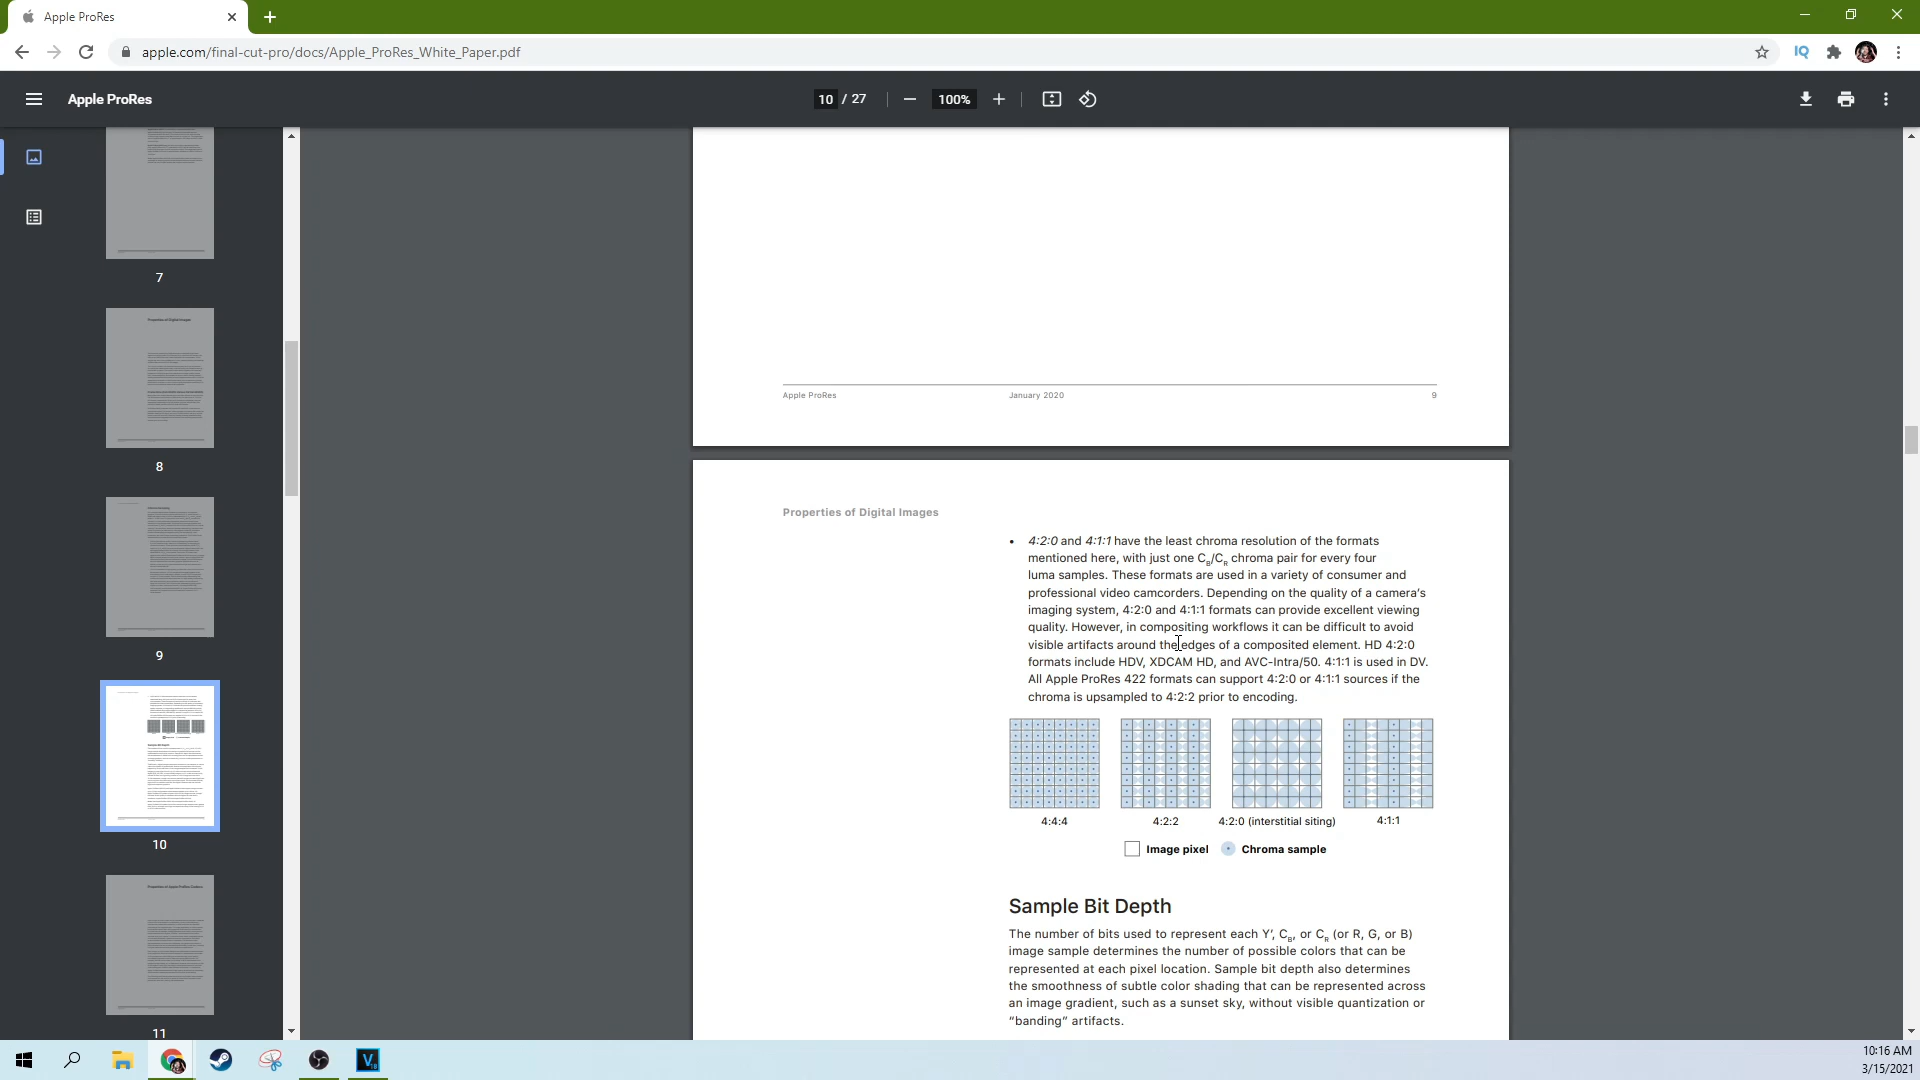 Apple ProRes
apple.com/final-cut-pro/docs/Apple_ProRes_White_Paper.pdf
IQ
Apple ProRes
10 / 27
100%
7
8
9
10
11
Apple ProRes January 2020 9
Properties of Digital Images
• 4:2:0 and 4:1:1 have the least chroma resolution of the formats
mentioned here, with just one CB/CR chroma pair for every four
luma samples. These formats are used in a variety of consumer and
professional video camcorders. Depending on the quality of a camera's
imaging system, 4:2:0 and 4:1:1 formats can provide excellent viewing
quality. However, in compositing workflows it can be difficult to avoid
visible artifacts around the edges of a composited element. HD 4:2:0
formats include HDV, XDCAM HD, and AVC-Intra/50. 4:1:1 is used in DV.
All Apple ProRes 422 formats can support 4:2:0 or 4:1:1 sources if the
chroma is upsampled to 4:2:2 prior to encoding.
4:4:4 4:2:2 4:2:0 (interstitial siting) 4:1:1
Image pixel Chroma sample
Sample Bit Depth
The number of bits used to represent each Y', CB, or CR (or R, G, or B)
image sample determines the number of possible colors that can be
represented at each pixel location. Sample bit depth also determines
the smoothness of subtle color shading that can be represented across
an image gradient, such as a sunset sky, without visible quantization or
"banding" artifacts.
V
10:16 AM
3/15/2021